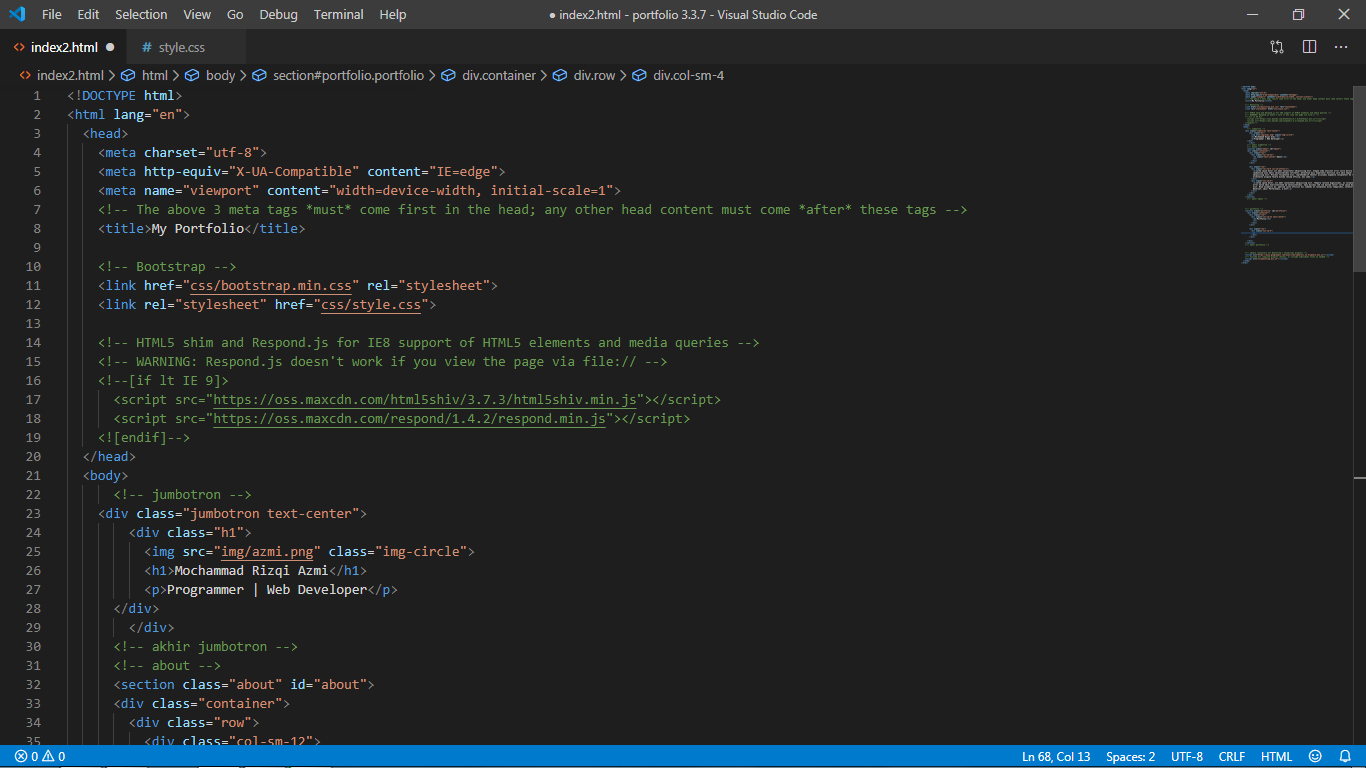 File Edit Selection View Go Debug Terminal Help ● index2.html - portfolio 3.3.7 - Visual Studio Code
index2.html ● # style.css
index2.html > html > body > section#portfolio.portfolio > div.container > div.row > div.col-sm-4
1 <!DOCTYPE html>
2 <html lang="en">
3 <head>
4 <meta charset="utf-8">
5 <meta http-equiv="X-UA-Compatible" content="IE=edge">
6 <meta name="viewport" content="width=device-width, initial-scale=1">
7 <!-- The above 3 meta tags *must* come first in the head; any other head content must come *after* these tags -->
8 <title>My Portfolio</title>
9
10 <!-- Bootstrap -->
11 <link href="css/bootstrap.min.css" rel="stylesheet">
12 <link rel="stylesheet" href="css/style.css">
13
14 <!-- HTML5 shim and Respond.js for IE8 support of HTML5 elements and media queries -->
15 <!-- WARNING: Respond.js doesn't work if you view the page via file:// -->
16 <!--[if lt IE 9]>
17 <script src="https://oss.maxcdn.com/html5shiv/3.7.3/html5shiv.min.js"></script>
18 <script src="https://oss.maxcdn.com/respond/1.4.2/respond.min.js"></script>
19 <![endif]-->
20 </head>
21 <body>
22 <!-- jumbotron -->
23 <div class="jumbotron text-center">
24 <div class="h1">
25 <img src="img/azmi.png" class="img-circle">
26 <h1>Mochammad Rizqi Azmi</h1>
27 <p>Programmer | Web Developer</p>
28 </div>
29 </div>
30 <!-- akhir jumbotron -->
31 <!-- about -->
32 <section class="about" id="about">
33 <div class="container">
34 <div class="row">
35 <div class="col-sm-12">
0 0 Ln 68, Col 13 Spaces: 2 UTF-8 CRLF HTML